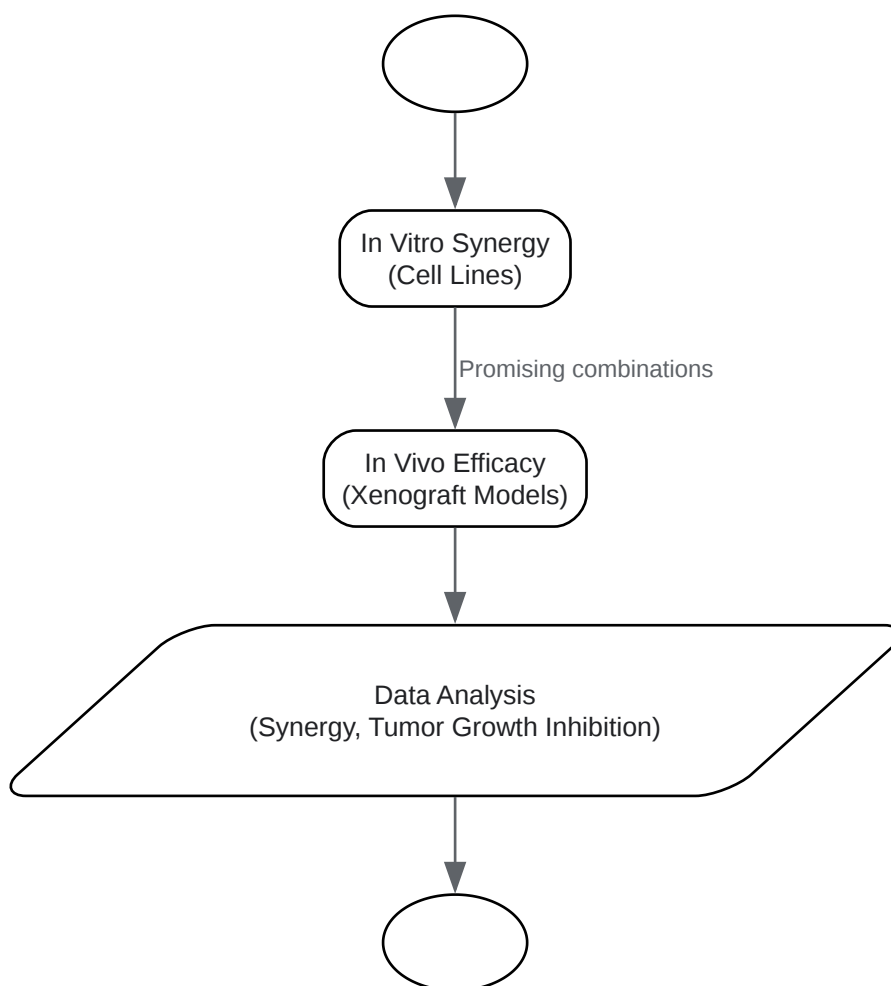 In Vitro Synergy
(Cell Lines)
Promising combinations
In Vivo Efficacy
(Xenograft Models)
Data Analysis
(Synergy, Tumor Growth Inhibition)